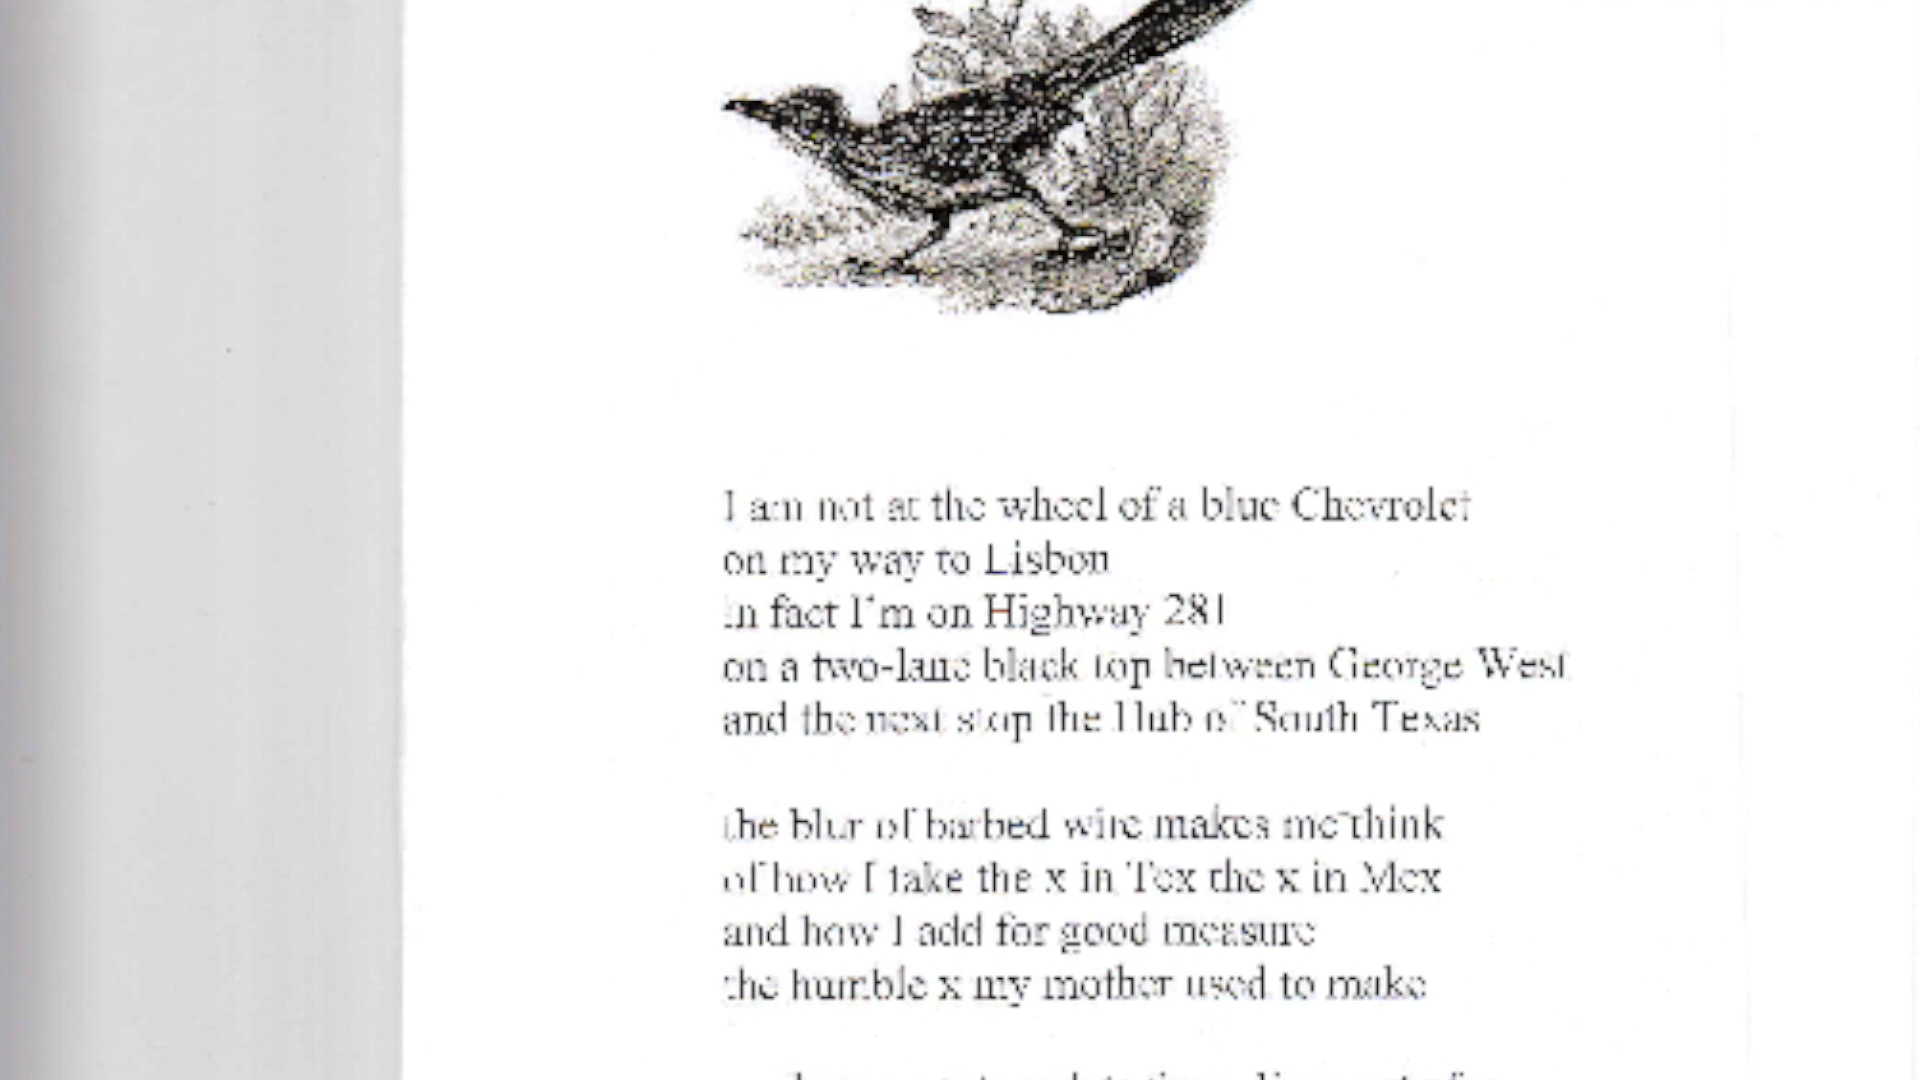 I am not at the wheel of a blue Chevrolet
on my way to Lisbon
in fact I'm on Highway 281
on a two-lane black top between George West
and the next stop the Hub of South Texas
the blur of barbed wire makes me think
of how I take the x in Tex the x in Mex
and how I add for good measure
the humble x my mother used to make